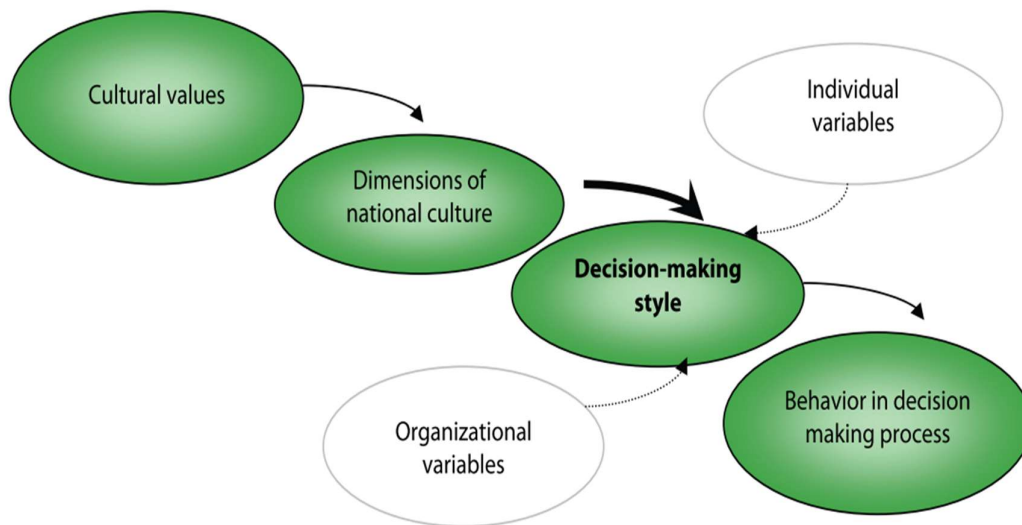 Cultural values
Individual
variables
Dimensions of
national culture
Decision-making
style
Behavior in decision
making process
Organizational
variables